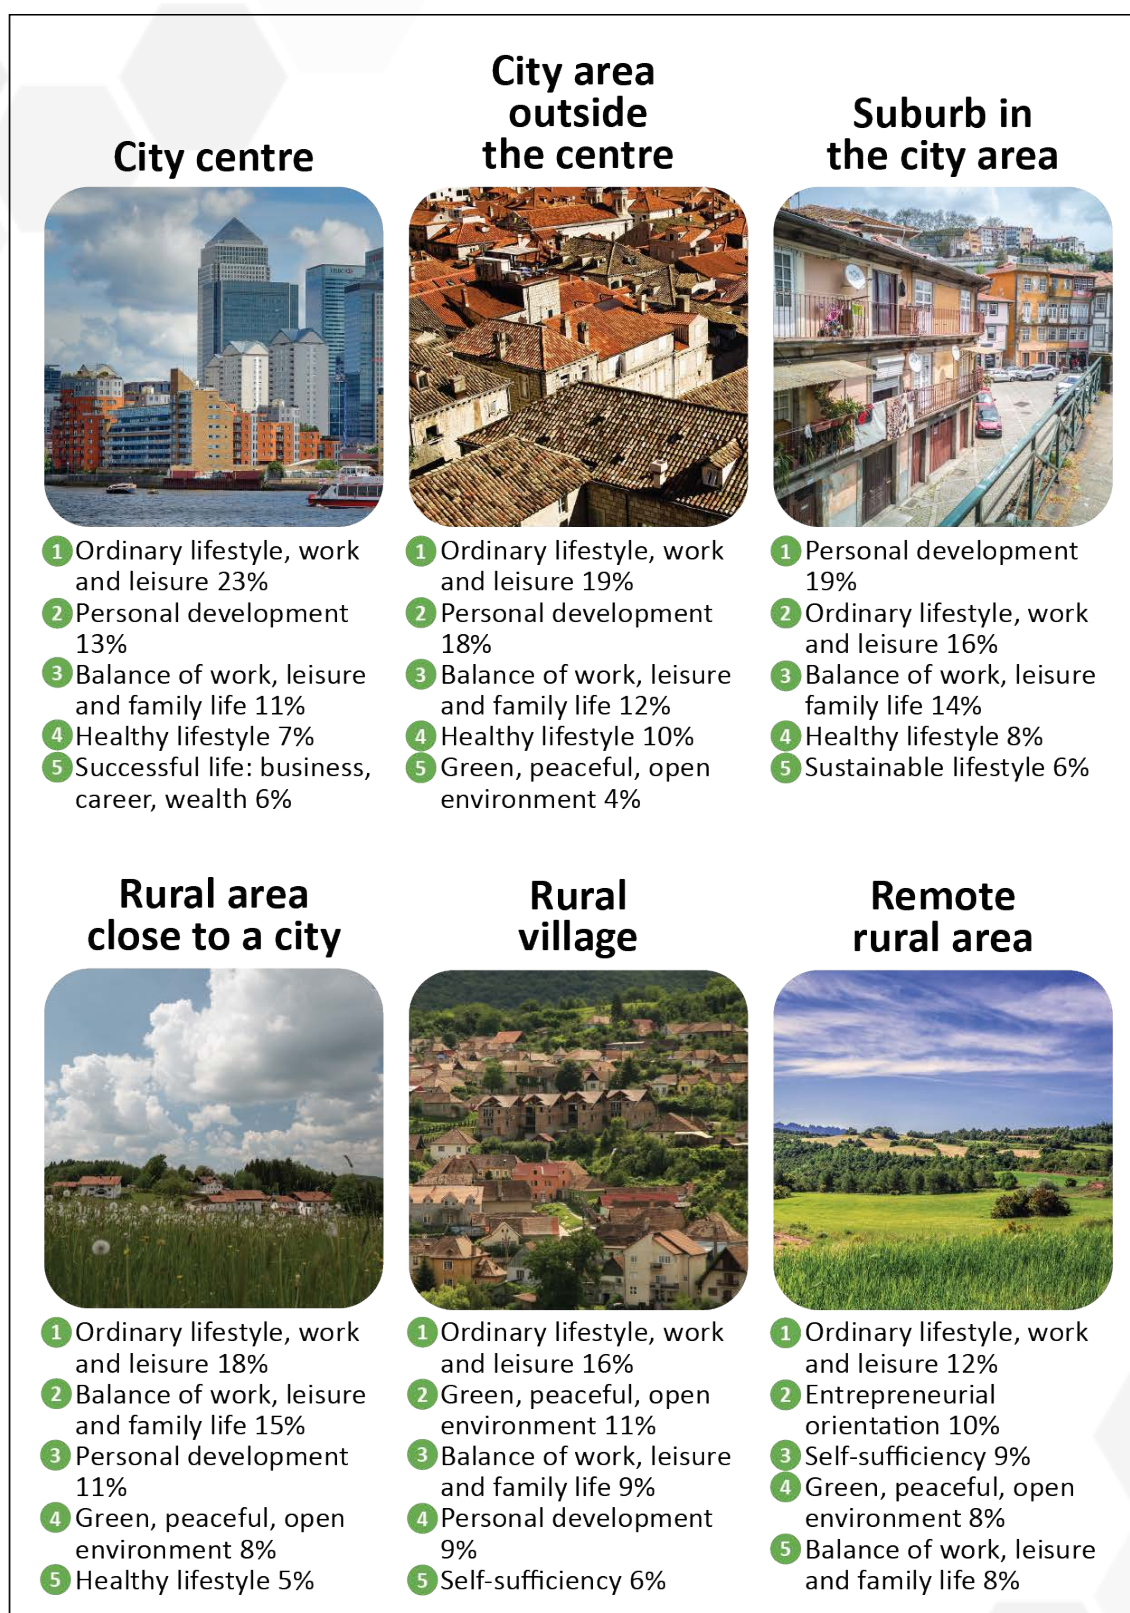 City centre
1 Ordinary lifestyle, work
and leisure 23%
2 Personal development
13%
3 Balance of work, leisure
and family life 11%
4 Healthy lifestyle 7%
5 Successful life: business,
career, wealth 6%
City area
outside
the centre
1 Ordinary lifestyle, work
and leisure 19%
2 Personal development
18%
3 Balance of work, leisure
and family life 12%
4 Healthy lifestyle 10%
5 Green, peaceful, open
environment 4%
Suburb in
the city area
1 Personal development
19%
2 Ordinary lifestyle, work
and leisure 16%
3 Balance of work, leisure
family life 14%
4 Healthy lifestyle 8%
5 Sustainable lifestyle 6%
Rural area
close to a city
1 Ordinary lifestyle, work
and leisure 18%
2 Balance of work, leisure
and family life 15%
3 Personal development
11%
4 Green, peaceful, open
environment 8%
5 Healthy lifestyle 5%
Rural
village
1 Ordinary lifestyle, work
and leisure 16%
2 Green, peaceful, open
environment 11%
3 Balance of work, leisure
and family life 9%
4 Personal development
9%
5 Self-sufficiency 6%
Remote
rural area
1 Ordinary lifestyle, work
and leisure 12%
2 Entrepreneurial
orientation 10%
3 Self-sufficiency 9%
4 Green, peaceful, open
environment 8%
5 Balance of work, leisure
and family life 8%